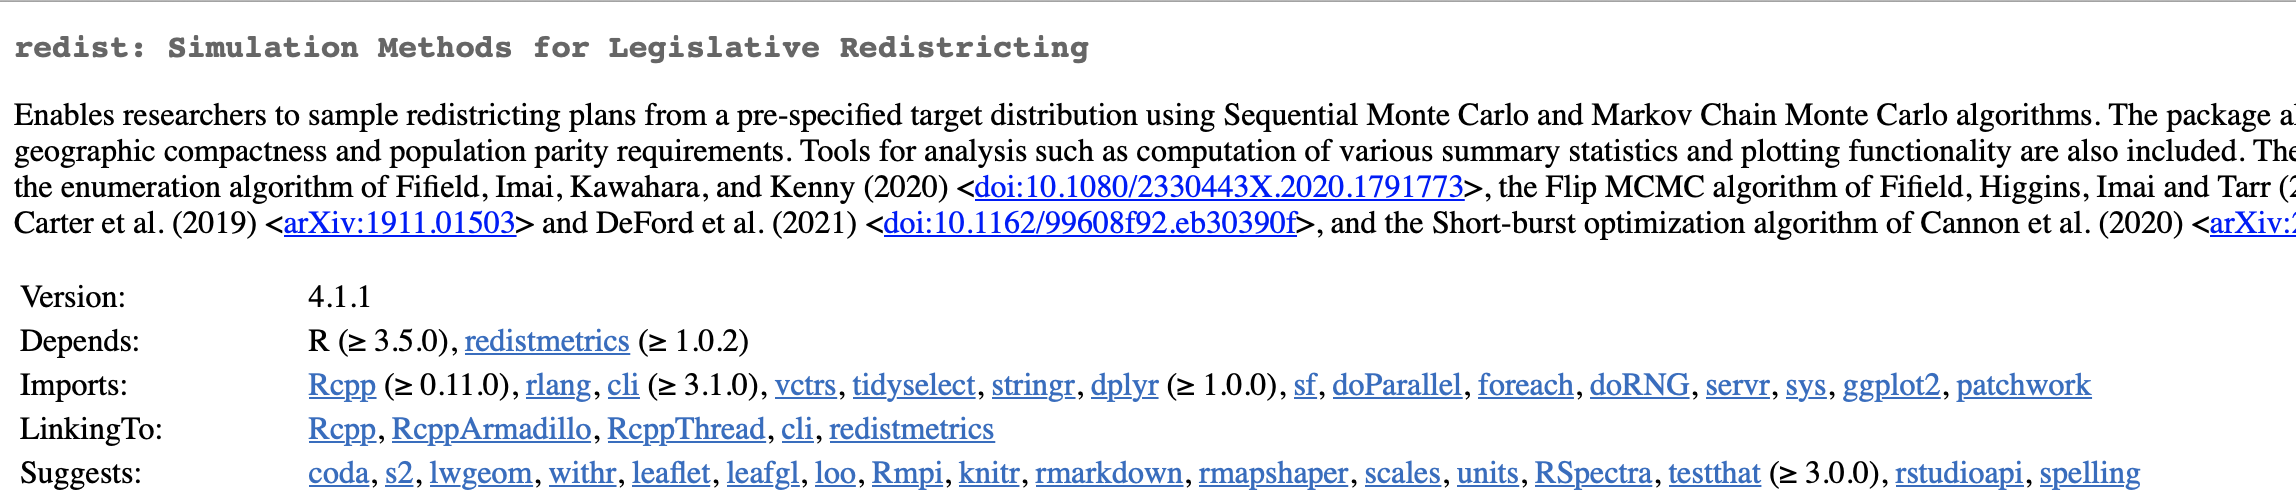 redist: Simulation Methods for Legislative Redistricting
Enables researchers to sample redistricting plans from a pre-specified target distribution using Sequential Monte Carlo and Markov Chain Monte Carlo algorithms. The package
geographic compactness and population parity requirements. Tools for analysis such as computation of various summary statistics and plotting functionality are also included. The
the enumeration algorithm of Fifield, Imai, Kawahara, and Kenny (2020) <doi:10.1080/2330443X.2020.1791773>, the Flip MCMC algorithm of Fifield, Higgins, Imai and Tarr
Carter et al. (2019) <arXiv:1911.01503> and DeFord et al. (2021) <doi:10.1162/99608f92.eb30390f>, and the Short-burst optimization algorithm of Cannon et al. (2020) <arXiv:
Version: 4.1.1
Depends: R (≥ 3.5.0), redistmetrics (≥ 1.0.2)
Imports: Rcpp (≥ 0.11.0), rlang, cli (≥ 3.1.0), vctrs, tidyselect, stringr, dplyr (≥ 1.0.0), sf, doParallel, foreach, doRNG, servr, sys, ggplot2, patchwork
LinkingTo: Rcpp, RcppArmadillo, RcppThread, cli, redistmetrics
Suggests: coda, s2, lwgeom, withr, leaflet, leafgl, loo, Rmpi, knitr, rmarkdown, rmapshaper, scales, units, RSpectra, testthat (≥ 3.0.0), rstudioapi, spelling